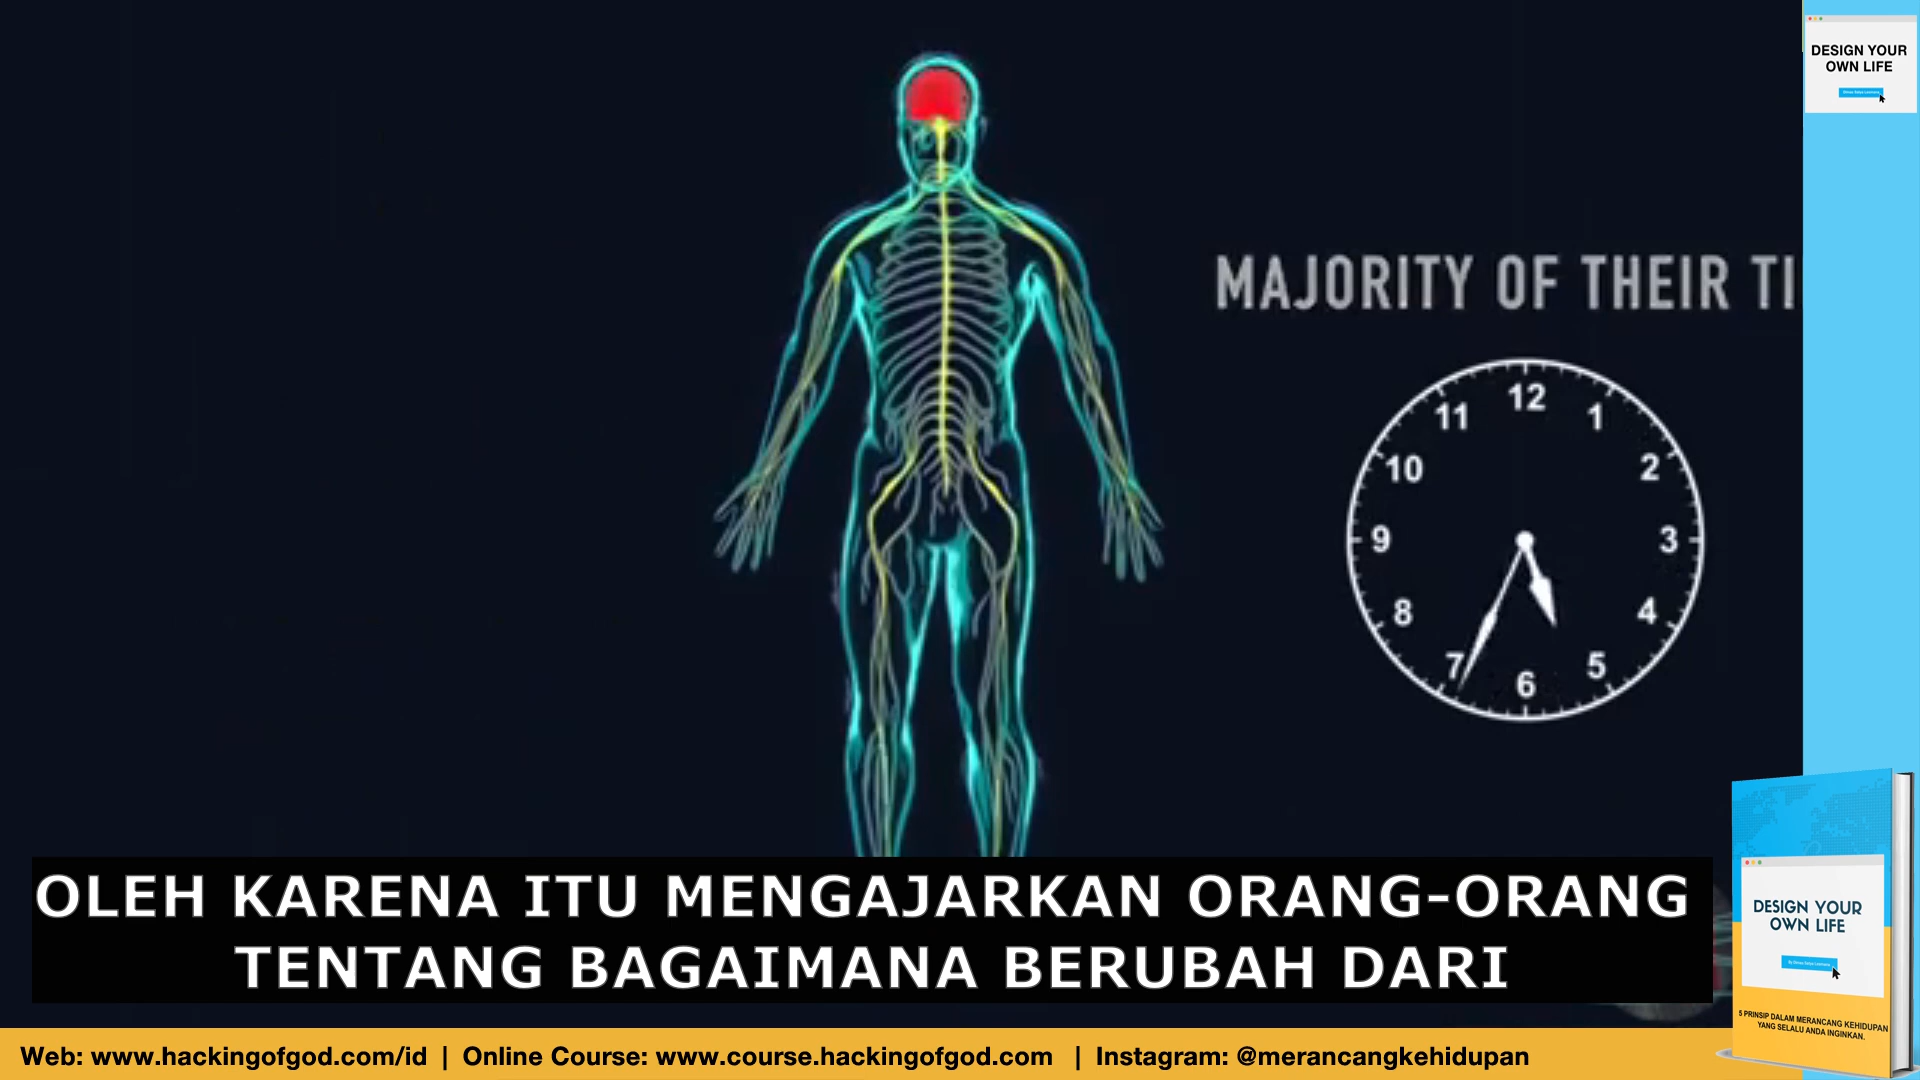 DESIGN YOUR
OWN LIFE
MAJORITY OF THEIR TI
12
11
1
10
2
9
3
8
4
7
5
6
OLEH KARENA ITU MENGAJARKAN ORANG-ORANG
TENTANG BAGAIMANA BERUBAH DARI
DESIGN YOUR
OWN LIFE
5 PRINSIP DALAM MERANCANG KEHIDUPAN
YANG SELALU ANDA INGINKAN.
Web: www.hackingofgod.com/id | Online Course: www.course.hackingofgod.com | Instagram: @merancangkehidupan